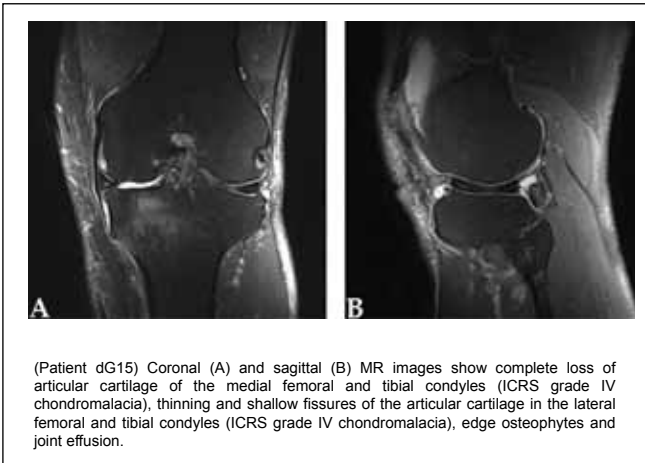 A
B
(Patient dG15) Coronal (A) and sagittal (B) MR images show complete loss of
articular cartilage of the medial femoral and tibial condyles (ICRS grade IV
chondromalacia), thinning and shallow fissures of the articular cartilage in the lateral
femoral and tibial condyles (ICRS grade IV chondromalacia), edge osteophytes and
joint effusion.